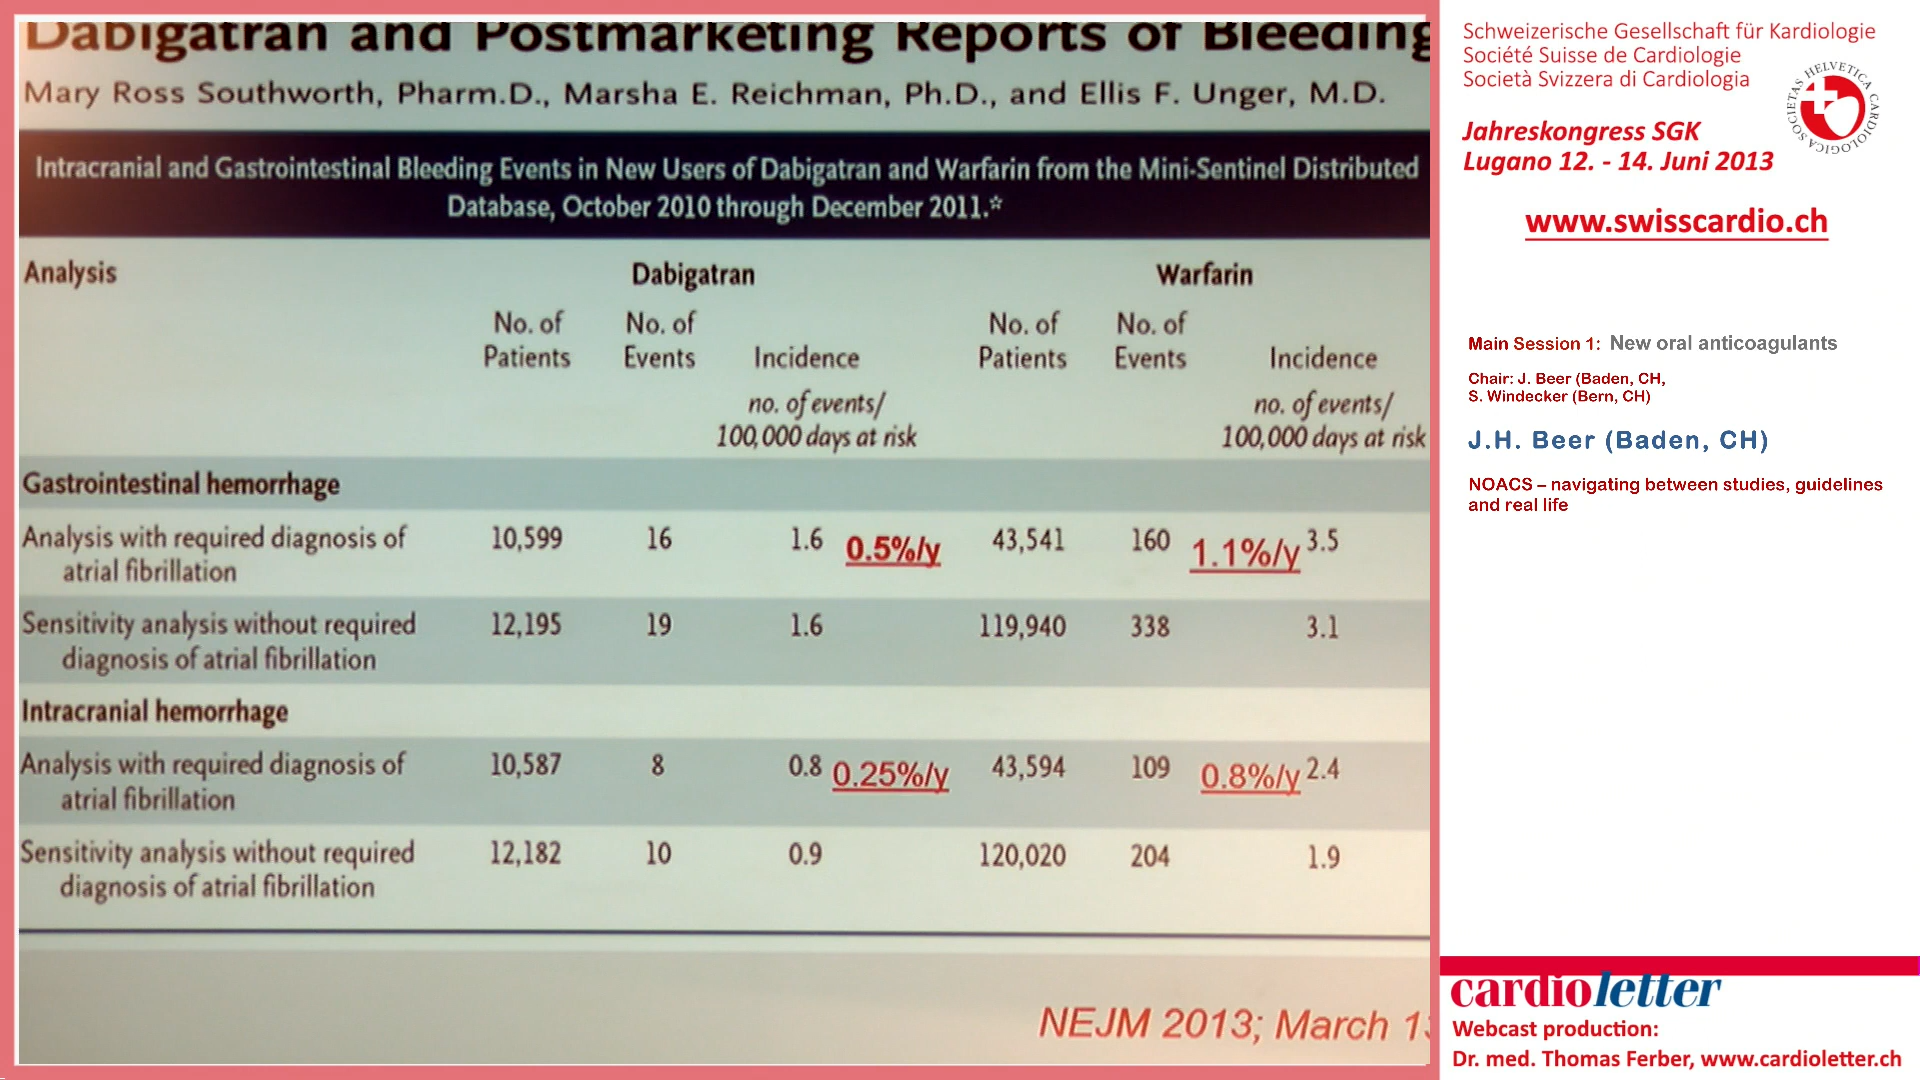 Dabigatran and Postmarketing Reports of Bleeding
Mary Ross Southworth, Pharm.D., Marsha E. Reichman, Ph.D., and Ellis F. Unger, M.D.
Intracranial and Gastrointestinal Bleeding Events in New Users of Dabigatran and Warfarin from the Mini-Sentinel Distributed
Database, October 2010 through December 2011.*
Analysis Dabigatran Warfarin
No. of No. of No. of No. of
Patients Events Incidence Patients Events Incidence
no. of events/ no. of events/
100,000 days at risk 100,000 days at risk
Gastrointestinal hemorrhage
Analysis with required diagnosis of 10,599 16 1.6 0.5%/y 43,541 160 1.1%/y 3.5
atrial fibrillation
Sensitivity analysis without required 12,195 19 1.6 119,940 338 3.1
diagnosis of atrial fibrillation
Intracranial hemorrhage
Analysis with required diagnosis of 10,587 8 0.8 0.25%/y 43,594 109 0.8%/y 2.4
atrial fibrillation
Sensitivity analysis without required 12,182 10 0.9 120,020 204 1.9
diagnosis of atrial fibrillation
NEJM 2013; March 13
Schweizerische Gesellschaft für Kardiologie
Société Suisse de Cardiologie
Società Svizzera di Cardiologia
SOCIETAS HELVETICA CARDIOLOGICA
Jahreskongress SGK
Lugano 12. - 14. Juni 2013
www.swisscardio.ch
Main Session 1: New oral anticoagulants
Chair: J. Beer (Baden, CH,
S. Windecker (Bern, CH)
J.H. Beer (Baden, CH)
NOACS – navigating between studies, guidelines
and real life
cardioletter
Webcast production:
Dr. med. Thomas Ferber, www.cardioletter.ch